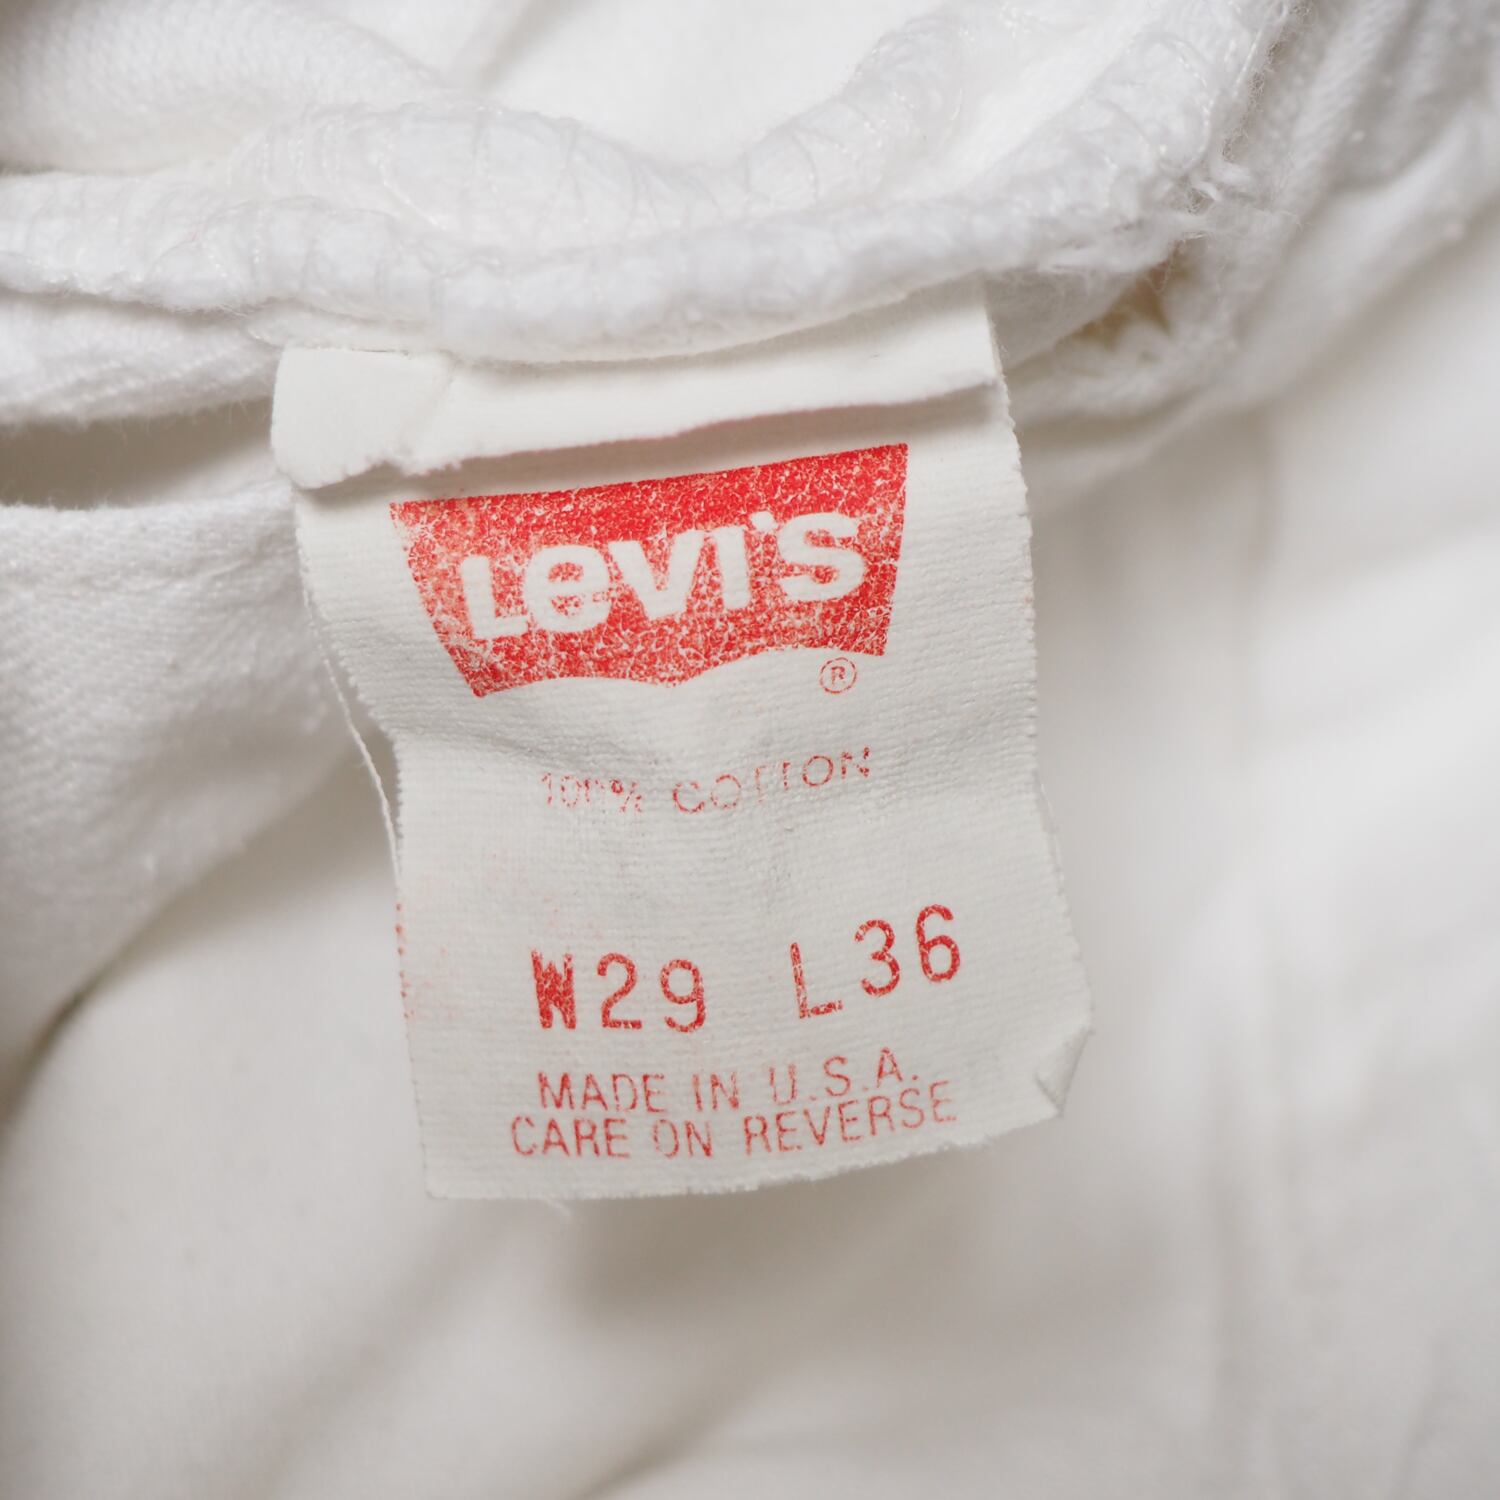 LEVI'S
®
100% COTTON
W29 L36
MADE IN U.S.A.
CARE ON REVERSE